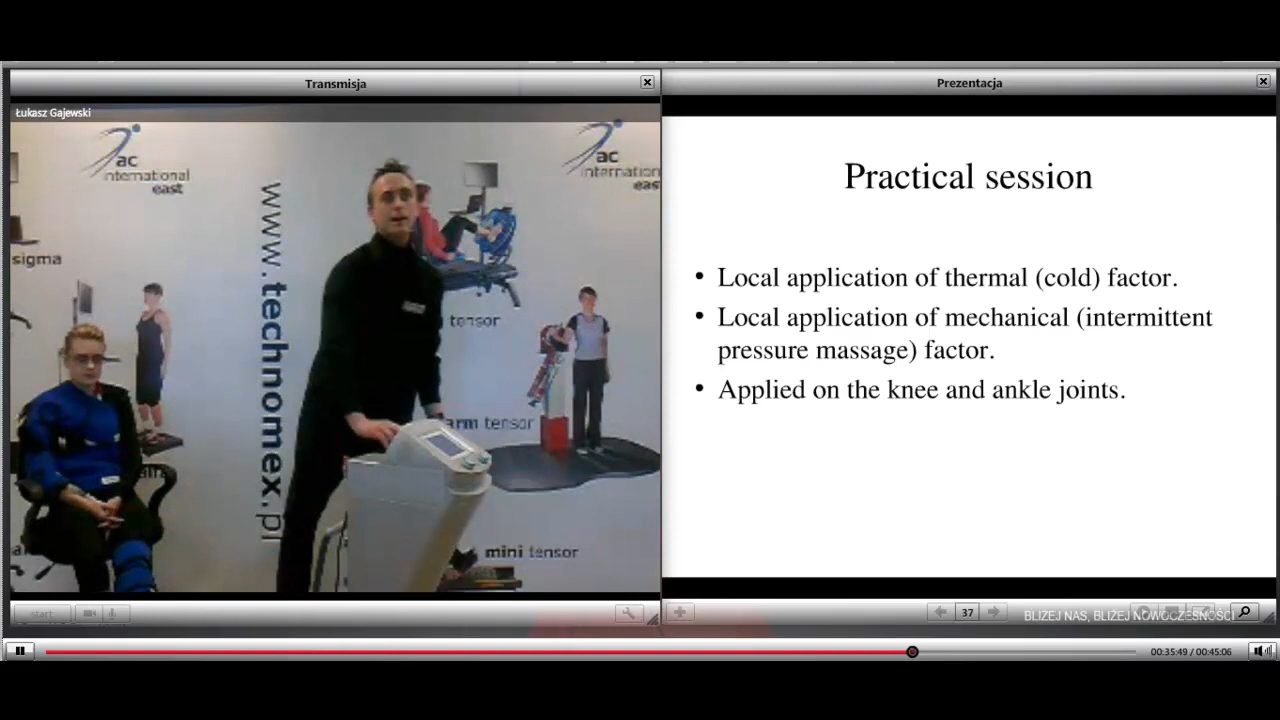 Transmisja
Prezentacja
Łukasz Gajewski
ac
international
east
ac
internation
eas
sigma
www.technomex.pl
tensor
arm tensor
mini tensor
Practical session
• Local application of thermal (cold) factor.
• Local application of mechanical (intermittent
pressure massage) factor.
• Applied on the knee and ankle joints.
start
37
BLIŻEJ NAS, BLIŻEJ NOWOCZESNOŚCI
00:35:49 / 00:45:06